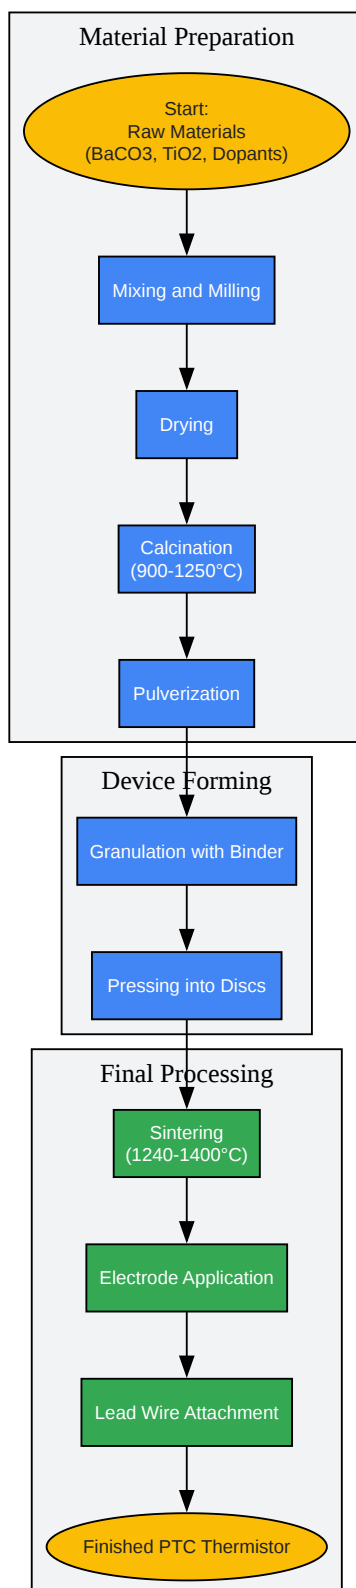 Material Preparation
Start:
Raw Materials
(BaCO3, TiO2, Dopants)
Mixing and Milling
Drying
Calcination
(900-1250°C)
Pulverization
Device Forming
Granulation with Binder
Pressing into Discs
Final Processing
Sintering
(1240-1400°C)
Electrode Application
Lead Wire Attachment
Finished PTC Thermistor